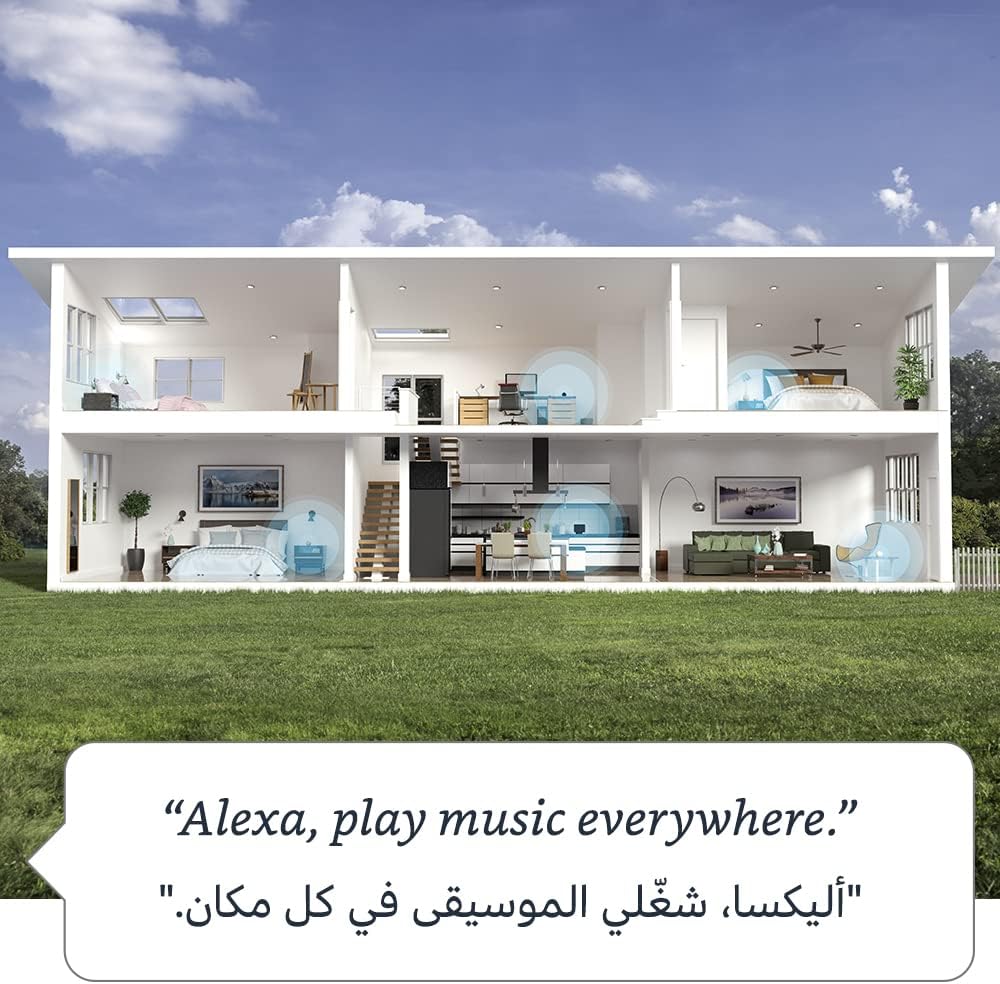 “Alexa, play music everywhere.”
"أليكسا، شغّلي الموسيقى في كل مكان."